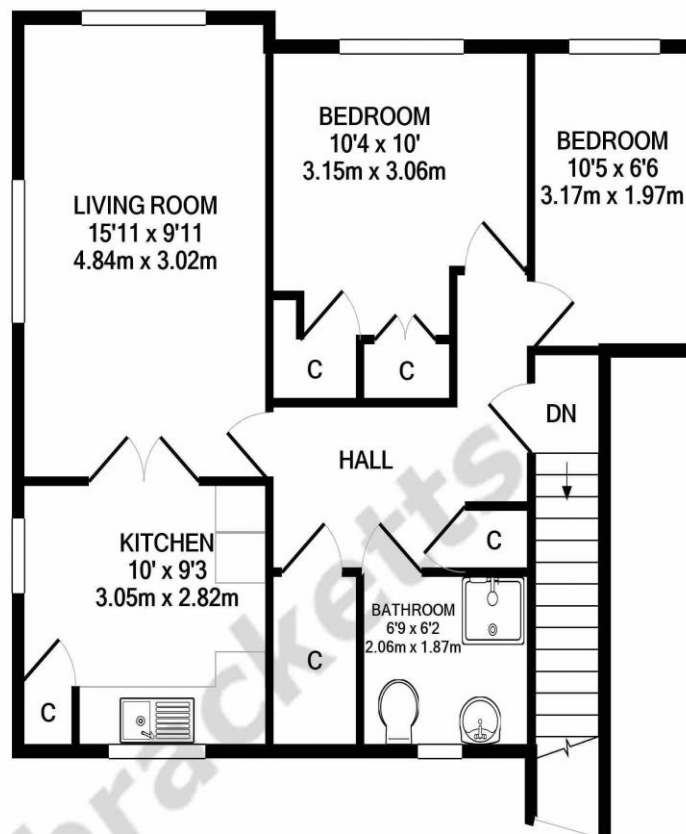 BEDROOM
10'4 x 10'
3.15m x 3.06m
BEDROOM
10'5 x 6'6
3.17m x 1.97m
LIVING ROOM
15'11 x 9'11
4.84m x 3.02m
C
C
DN
HALL
KITCHEN
10' x 9'3
3.05m x 2.82m
C
BATHROOM
6'9 x 6'2
2.06m x 1.87m
C
C
bracketts